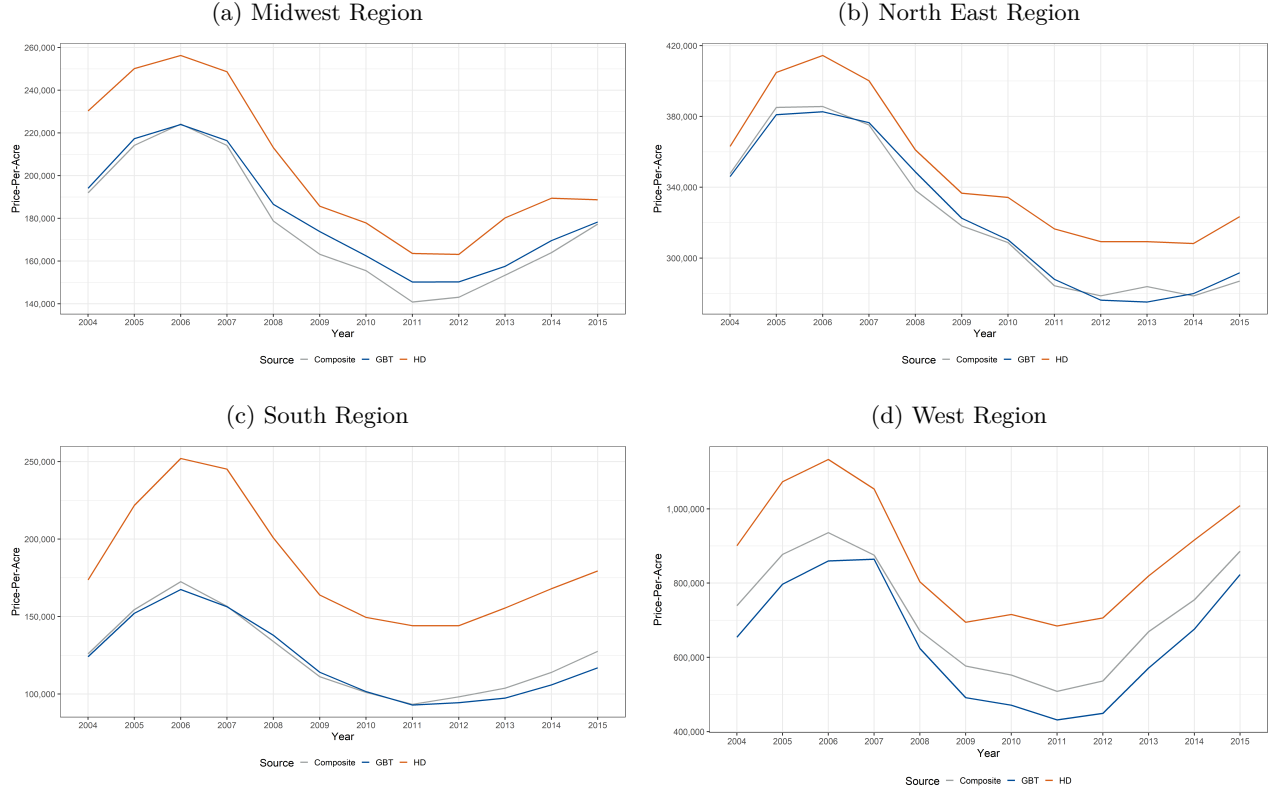 (a) Midwest Region
260,000
240,000
220,000
200,000
180,000
160,000
140,000
Price-Per-Acre
2004 2005 2006 2007 2008 2009 2010 2011 2012 2013 2014 2015
Year
Source Composite GBT HD
(b) North East Region
420,000
380,000
340,000
300,000
Price-Per-Acre
2004 2005 2006 2007 2008 2009 2010 2011 2012 2013 2014 2015
Year
Source Composite GBT HD
(c) South Region
250,000
200,000
150,000
100,000
Price-Per-Acre
2004 2005 2006 2007 2008 2009 2010 2011 2012 2013 2014 2015
Year
Source Composite GBT HD
(d) West Region
1,000,000
800,000
600,000
400,000
Price-Per-Acre
2004 2005 2006 2007 2008 2009 2010 2011 2012 2013 2014 2015
Year
Source Composite GBT HD